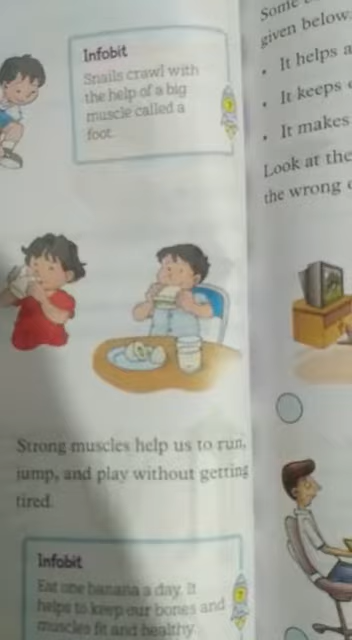 Infobit
Snails crawl with
the help of a big
muscle called a
foot.
Strong muscles help us to run,
jump, and play without getting
tired.
Infobit
Eat one banana a day. It
helps to keep our bones and
muscles fit and healthy.
Some
given below.
• It helps a
• It keeps
• It makes
Look at the
the wrong